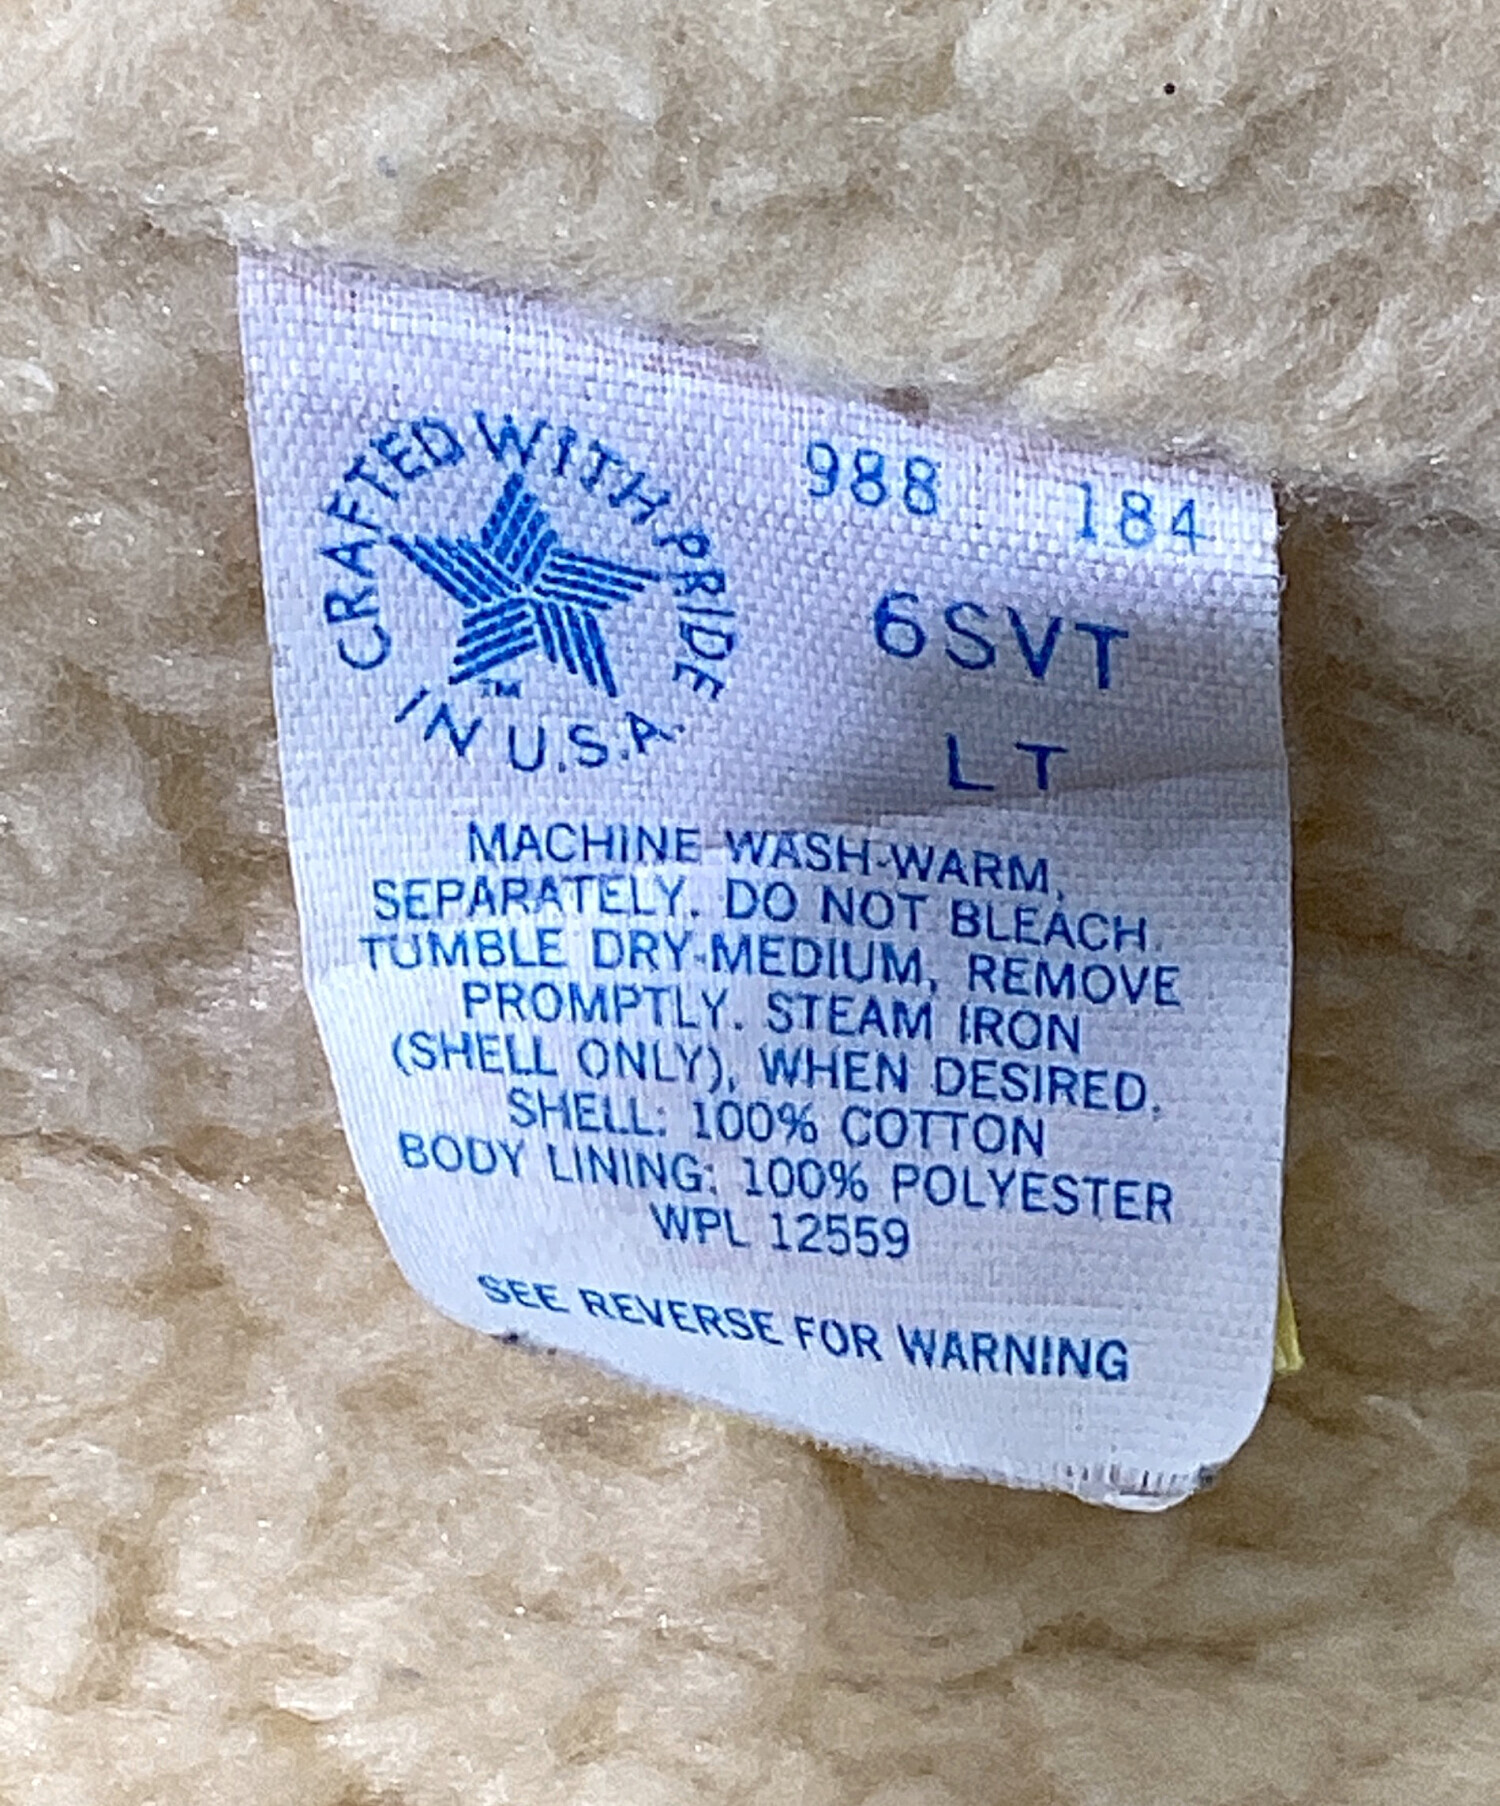 CRAFTED WITH PRIDE
IN U.S.A.
TM
988 184
6SVT
LT
MACHINE WASH-WARM,
SEPARATELY. DO NOT BLEACH.
TUMBLE DRY-MEDIUM, REMOVE
PROMPTLY. STEAM IRON
(SHELL ONLY), WHEN DESIRED.
SHELL: 100% COTTON
BODY LINING: 100% POLYESTER
WPL 12559
SEE REVERSE FOR WARNING